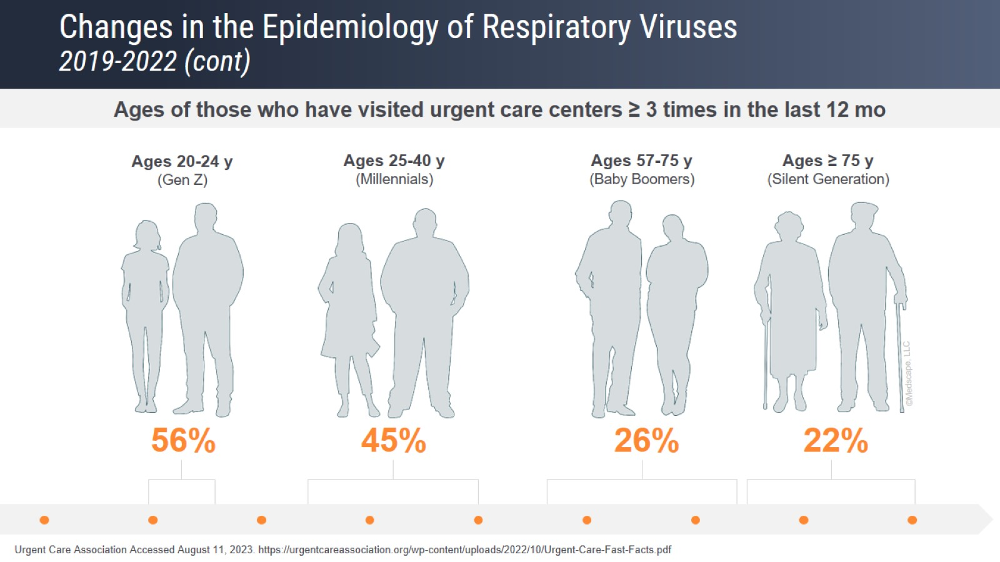 Changes in the Epidemiology of Respiratory Viruses
2019-2022 (cont)
Ages of those who have visited urgent care centers ≥ 3 times in the last 12 mo
Ages 20-24 y
(Gen Z)
Ages 25-40 y
(Millennials)
Ages 57-75 y
(Baby Boomers)
Ages ≥ 75 y
(Silent Generation)
©Medscape, LLC
56%
45%
26%
22%
Urgent Care Association Accessed August 11, 2023. https://urgentcareassociation.org/wp-content/uploads/2022/10/Urgent-Care-Fast-Facts.pdf